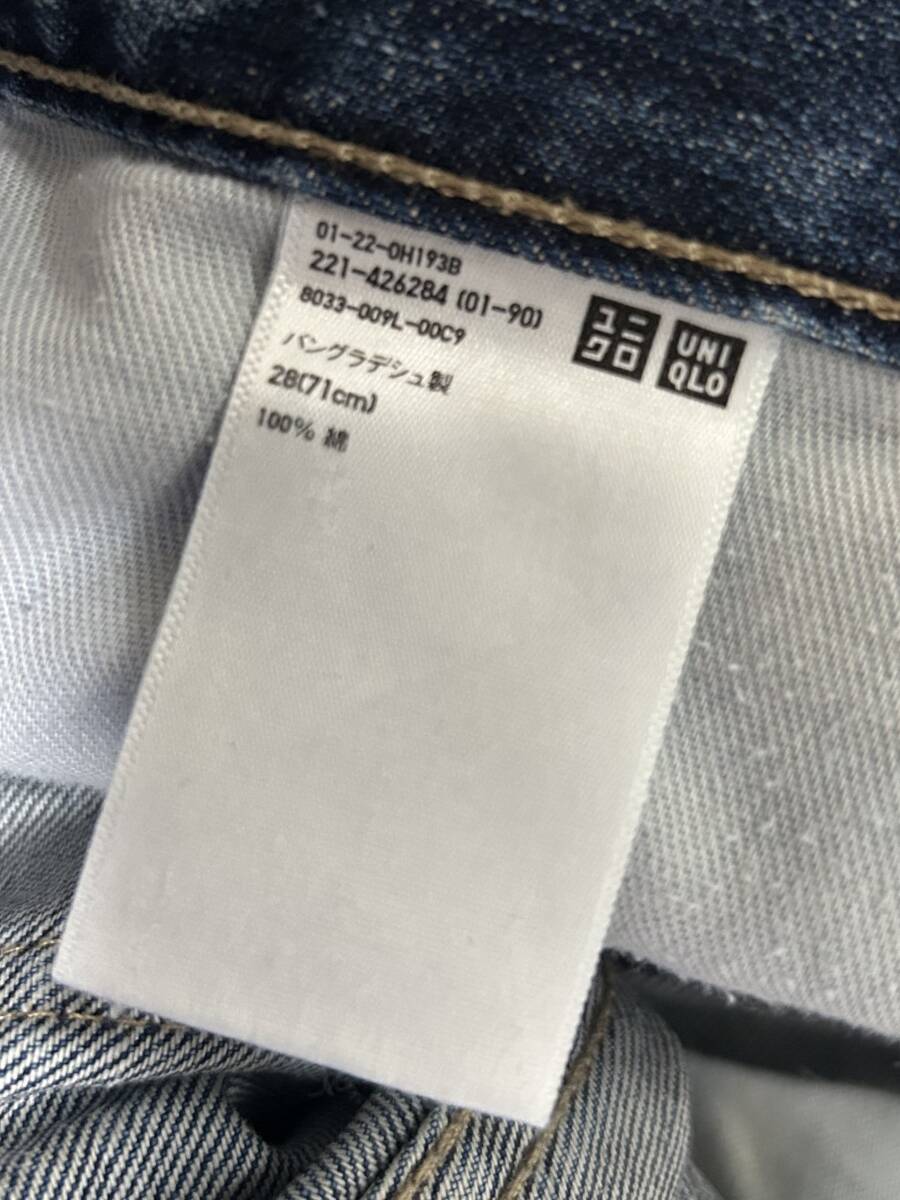 01-22-0H193B
221-426284 (01-90)
8033-009L-00C9
バングラデシュ製
28(71cm)
100% 綿
ユニ
クロ
UNI
QLO